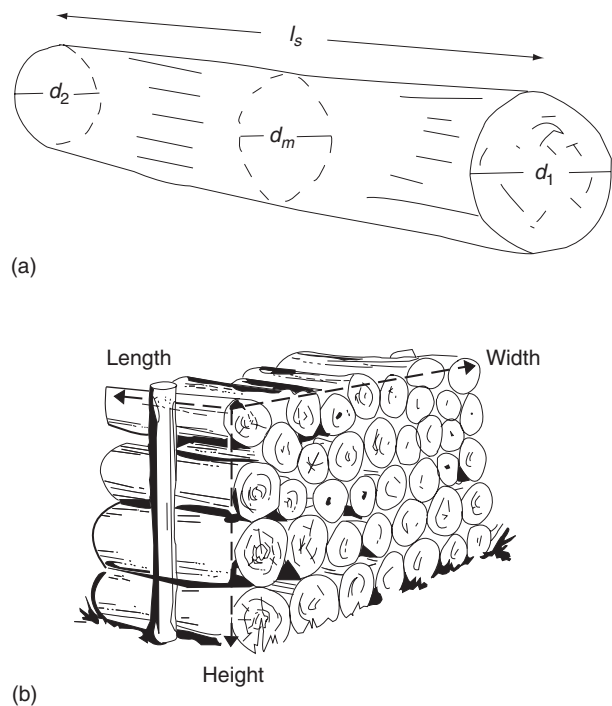 l_s
d_2
d_m
d_1
(a)
Length
Width
Height
(b)